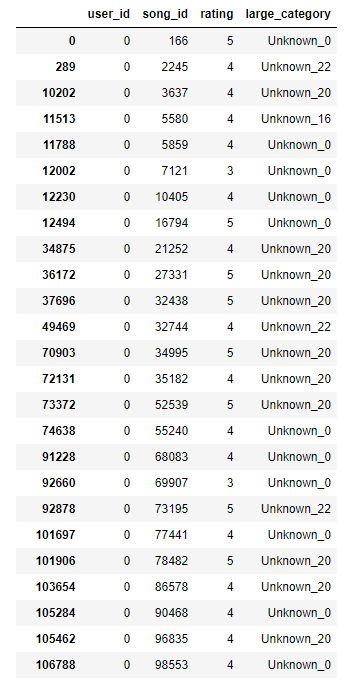 user_id song_id rating large_category
0 0 166 5 Unknown_0
289 0 2245 4 Unknown_22
10202 0 3637 4 Unknown_20
11513 0 5580 4 Unknown_16
11788 0 5859 4 Unknown_0
12002 0 7121 3 Unknown_0
12230 0 10405 4 Unknown_0
12494 0 16794 5 Unknown_0
34875 0 21252 4 Unknown_20
36172 0 27331 5 Unknown_20
37696 0 32438 5 Unknown_20
49469 0 32744 4 Unknown_22
70903 0 34995 5 Unknown_20
72131 0 35182 4 Unknown_20
73372 0 52539 5 Unknown_20
74638 0 55240 4 Unknown_0
91228 0 68083 4 Unknown_0
92660 0 69907 3 Unknown_0
92878 0 73195 5 Unknown_22
101697 0 77441 4 Unknown_0
101906 0 78482 5 Unknown_20
103654 0 86578 4 Unknown_20
105284 0 90468 4 Unknown_0
105462 0 96835 4 Unknown_20
106788 0 98553 4 Unknown_0